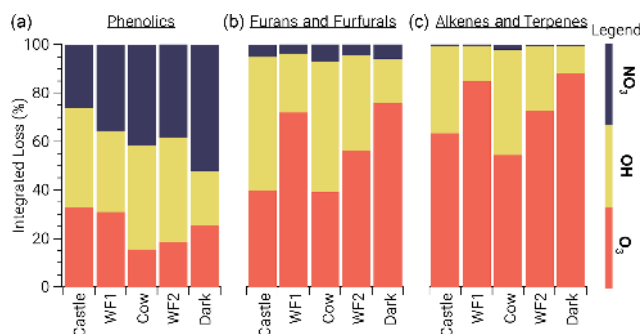 (a) Phenolics (b) Furans and Furfurals (c) Alkenes and Terpenes
Legend
100
80
60
40
20
0
Integrated Loss (%)
NO3
OH
O3
Castle WF1 Cow WF2 Dark Castle WF1 Cow WF2 Dark Castle WF1 Cow WF2 Dark